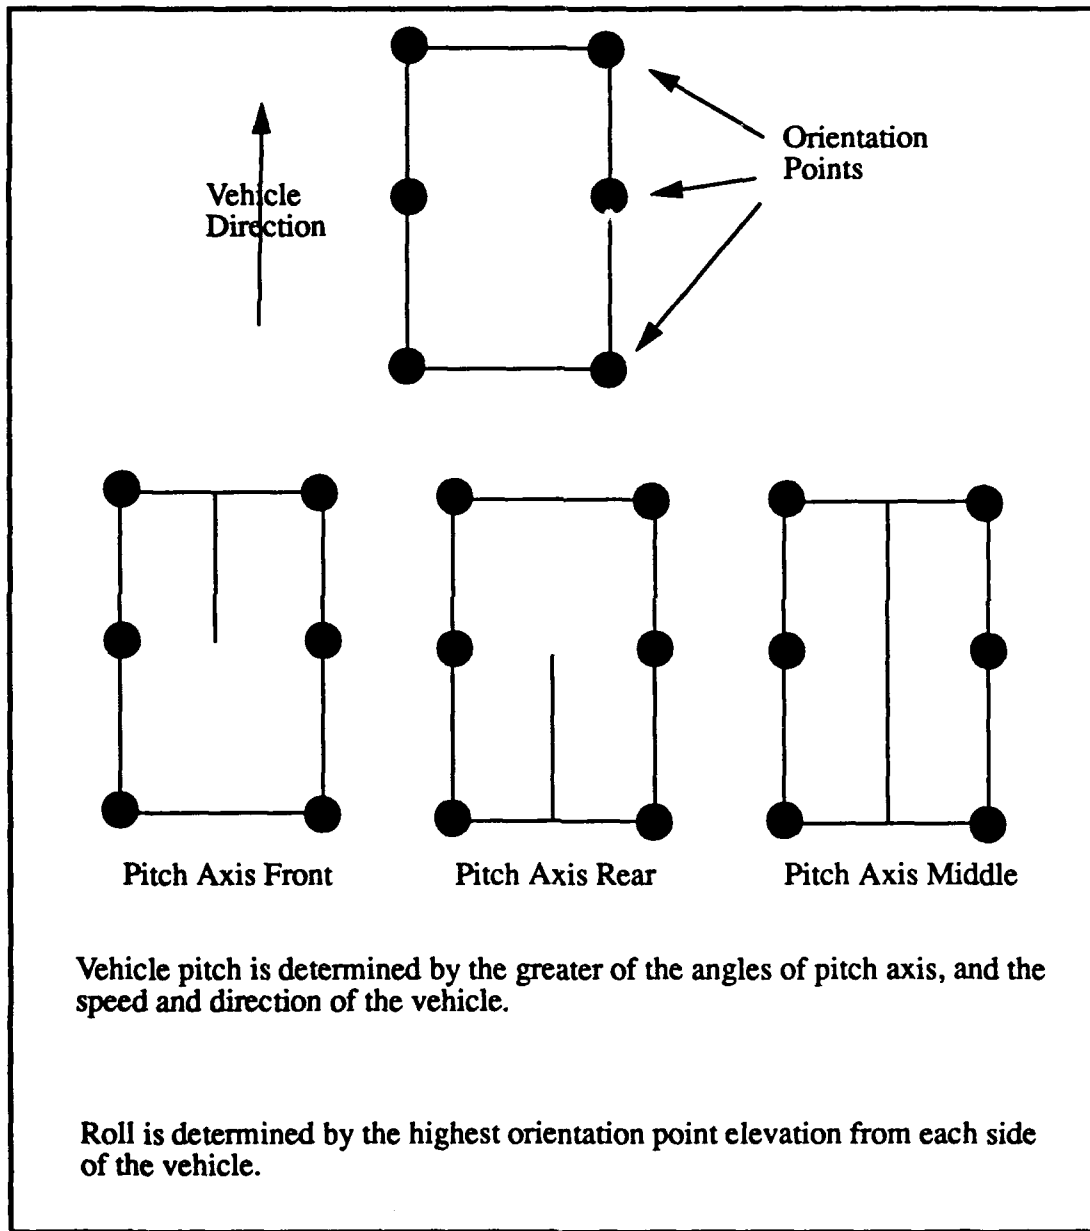 Orientation
Points
Vehicle
Direction
Pitch Axis Front
Pitch Axis Rear
Pitch Axis Middle
Vehicle pitch is determined by the greater of the angles of pitch axis, and the
speed and direction of the vehicle.
Roll is determined by the highest orientation point elevation from each side
of the vehicle.